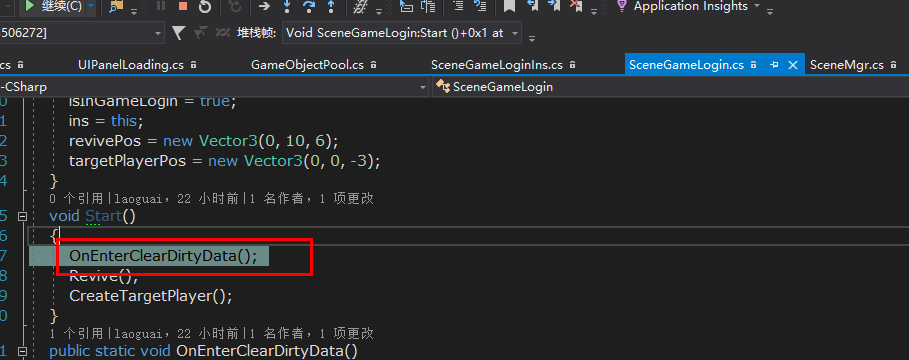 继续(C)
Application Insights
506272]
堆栈帧:
Void SceneGameLogin:Start ()+0x1 at
cs
UIPanelLoading.cs
GameObjectPool.cs
SceneGameLoginIns.cs
SceneGameLogin.cs
SceneMgr.cs
-CSharp
SceneGameLogin
0 isInGameLogin = true;
1 ins = this;
2 revivePos = new Vector3(0, 10, 6);
3 targetPlayerPos = new Vector3(0, 0, -3);
4 }
0 个引用|laoguai, 22 小时前|1 名作者, 1 项更改
5 void Start()
6 {
7 OnEnterClearDirtyData();
8 Revive();
9 CreateTargetPlayer();
0 }
1 个引用|laoguai, 22 小时前|1 名作者, 1 项更改
1 public static void OnEnterClearDirtyData()